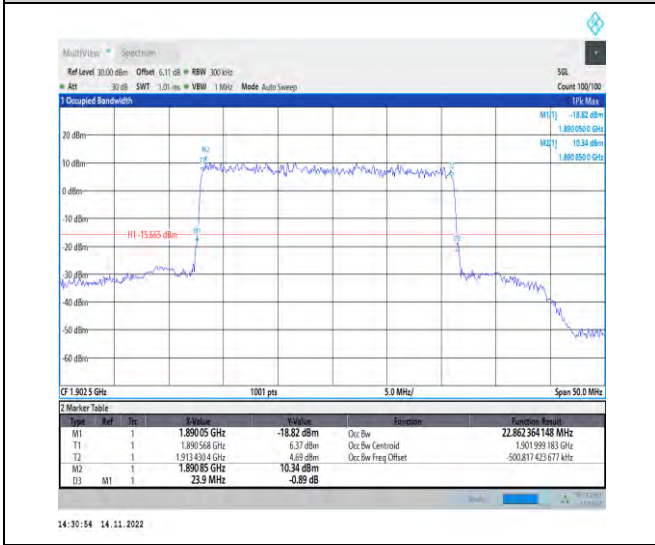 MultiView Spectrum
Ref Level 30.00 dBm Offset 6.11 dB RBW 300 kHz SGL
Att 30 dB SWT 1.01 ms VBW 1 MHz Mode Auto Sweep Count 100/100
1 Occupied Bandwidth 1Pk Max
M1[1] -18.82 dBm
1.890 050 0 GHz
M2[1] 10.34 dBm
1.890 850 0 GHz
20 dBm
M2
10 dBm
0 dBm
-10 dBm
H1 -15.665 dBm
-20 dBm
-30 dBm
-40 dBm
-50 dBm
-60 dBm
CF 1.902 5 GHz 1001 pts 5.0 MHz/ Span 50.0 MHz
2 Marker Table
Type Ref Trc X-Value Y-Value Function Function Result
M1 1 1.890 05 GHz -18.82 dBm Occ Bw 22.862 364 148 MHz
T1 1 1.890 568 GHz 6.37 dBm Occ Bw Centroid 1.901 999 183 GHz
T2 1 1.913 430 4 GHz 4.69 dBm Occ Bw Freq Offset -500.817 423 677 kHz
M2 1 1.890 85 GHz 10.34 dBm
D3 M1 1 23.9 MHz -0.89 dB
14:30:54 14.11.2022